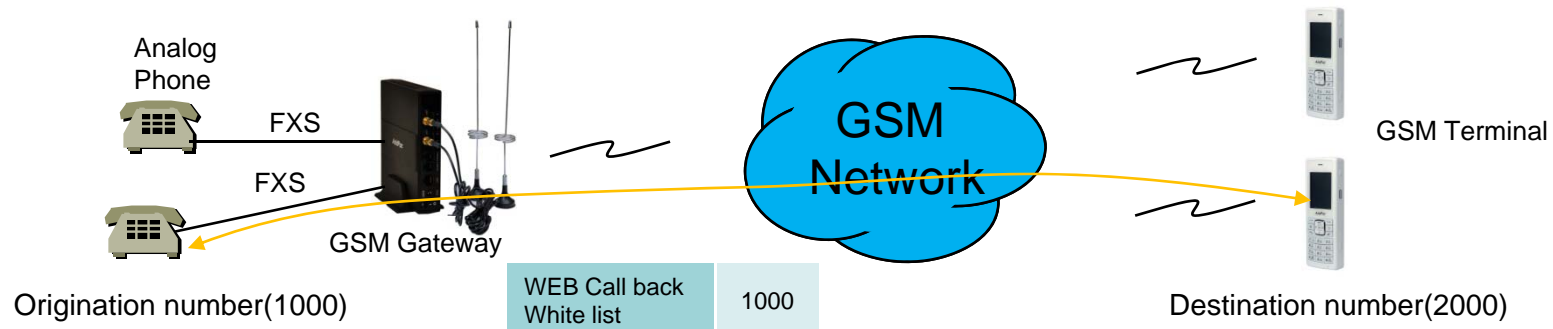 Analog
Phone
FXS
FXS
GSM Gateway
GSM
Network
GSM Terminal
Origination number(1000)
WEB Call back
White list
1000
Destination number(2000)